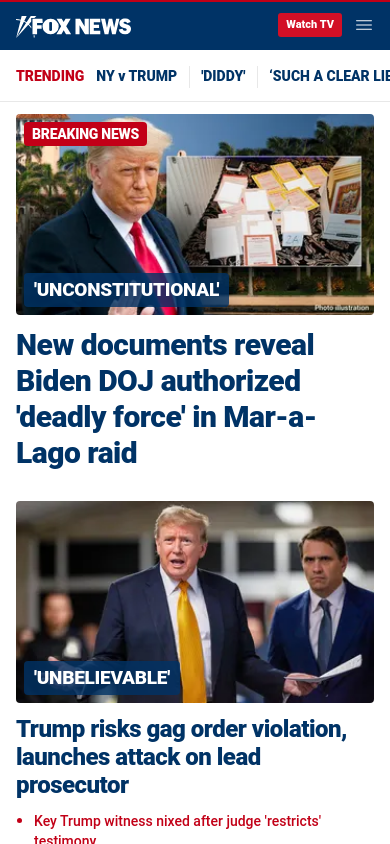 FOX NEWS
Watch TV
TRENDING NY v TRUMP 'DIDDY' ‘SUCH A CLEAR LIE
BREAKING NEWS
'UNCONSTITUTIONAL'
Photo illustration
New documents reveal
Biden DOJ authorized
'deadly force' in Mar-a-
Lago raid
'UNBELIEVABLE'
Trump risks gag order violation,
launches attack on lead
prosecutor
Key Trump witness nixed after judge 'restricts'
testimony